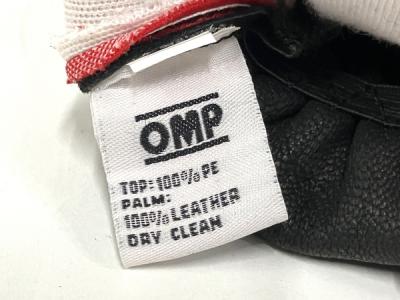 OMP
TOP:100%PE
PALM:
100%LEATHER
DRY CLEAN